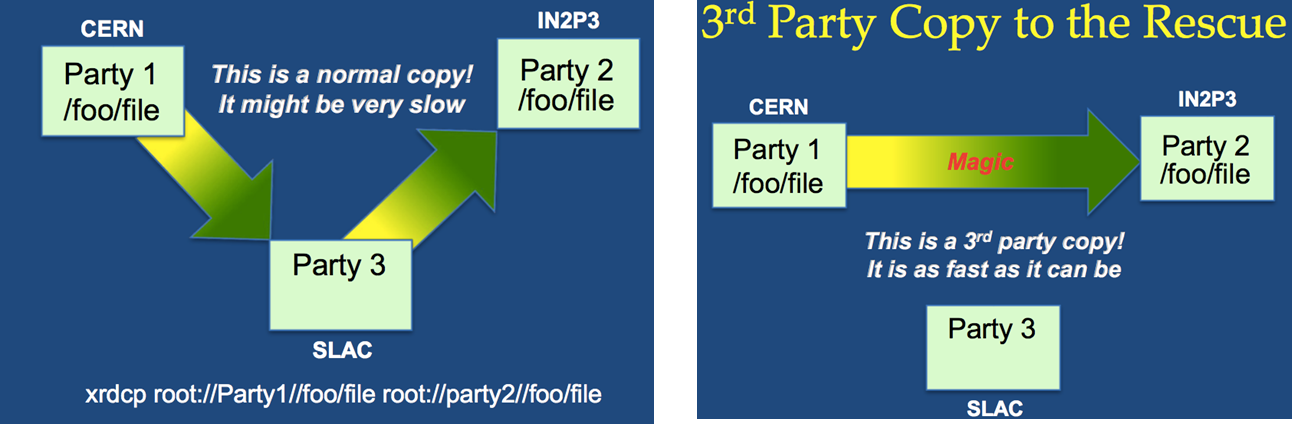 CERN
Party 1
/foo/file
This is a normal copy!
It might be very slow
IN2P3
Party 2
/foo/file
Party 3
SLAC
xrdcp root://Party1//foo/file root://party2//foo/file
3rd Party Copy to the Rescue
CERN
Party 1
/foo/file
Magic
IN2P3
Party 2
/foo/file
This is a 3rd party copy!
It is as fast as it can be
Party 3
SLAC